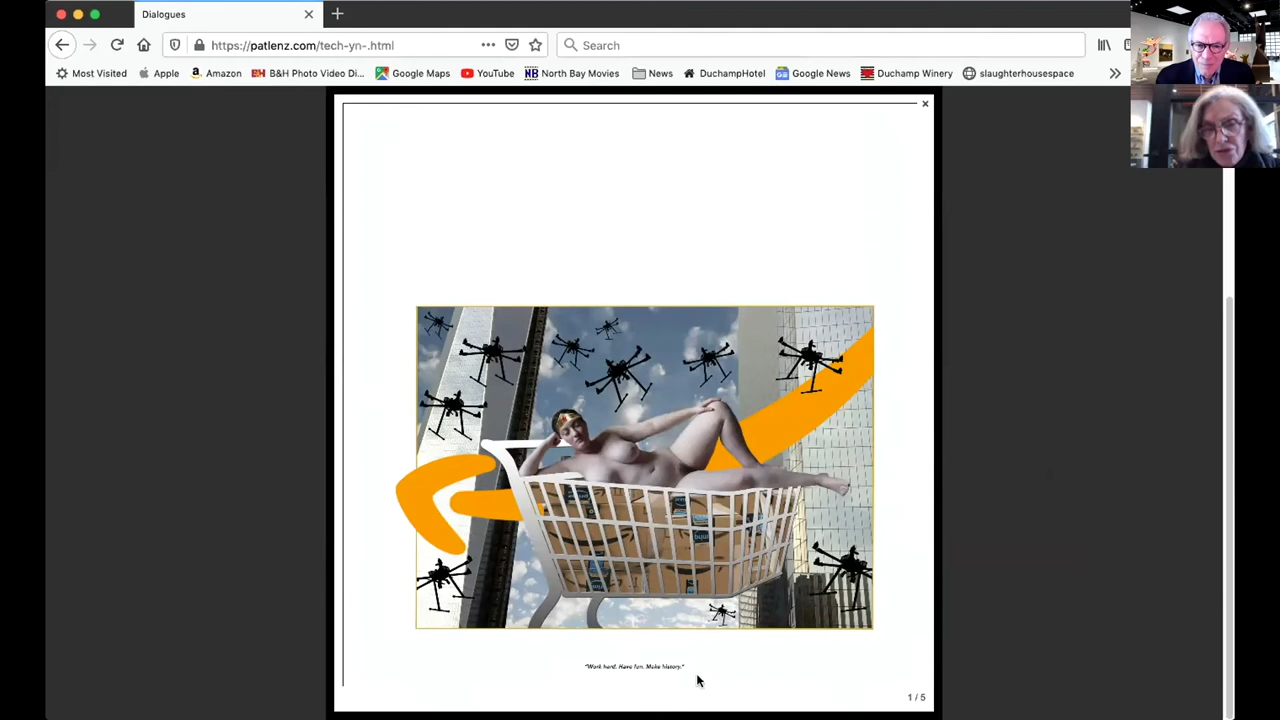 Dialogues
https://patlenz.com/tech-yn-.html
Search
Most Visited Apple Amazon B&H Photo Video Di... Google Maps YouTube North Bay Movies News DuchampHotel Google News Duchamp Winery slaughterhousespace
"Work hard. Have fun. Make history."
1 / 5